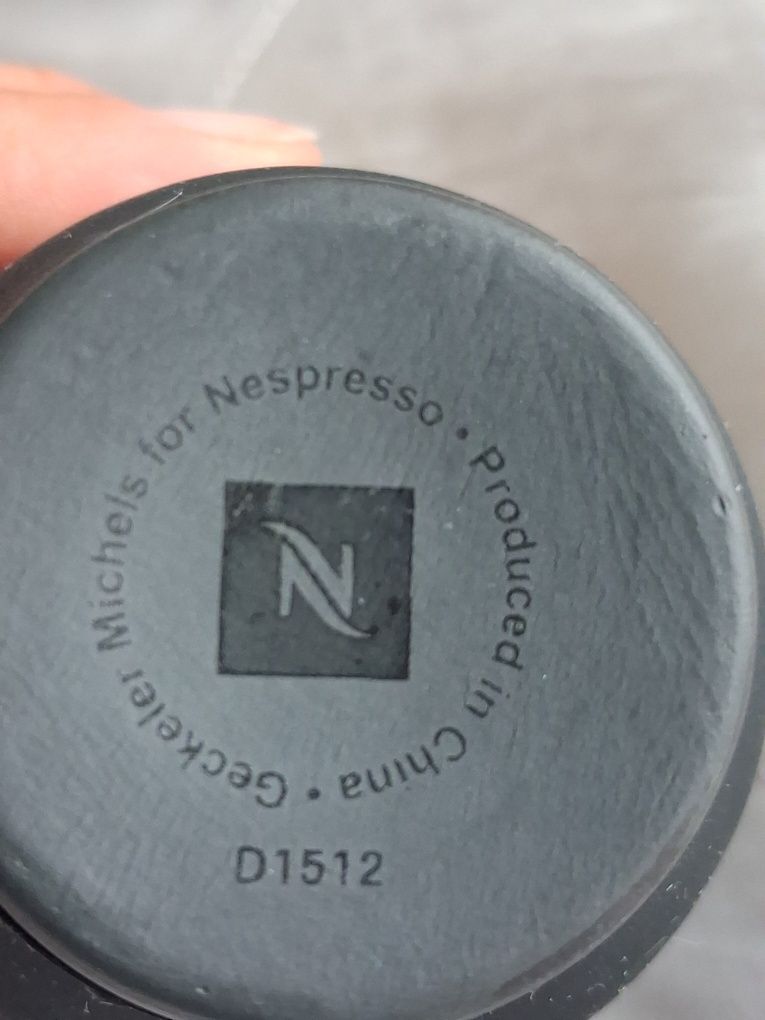 Geckeler Michels for Nespresso • Produced in China •
N
D1512